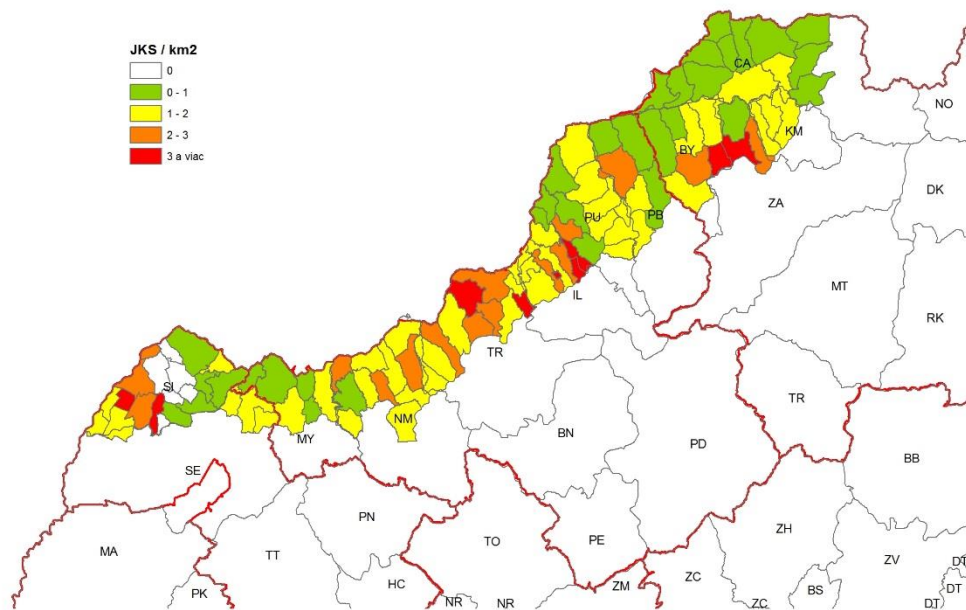 JKS / km2
0
0 - 1
1 - 2
2 - 3
3 a viac
CA
NO
KM
BY
DK
ZA
PU
PB
MT
IL
RK
TR
TR
SI
NM
BN
MY
PD
BB
SE
PN
ZH
MA
TT
TO
PE
ZV
DT
PK
HC
ZM
ZC
BS
DT
NR
NR
ZC
DT